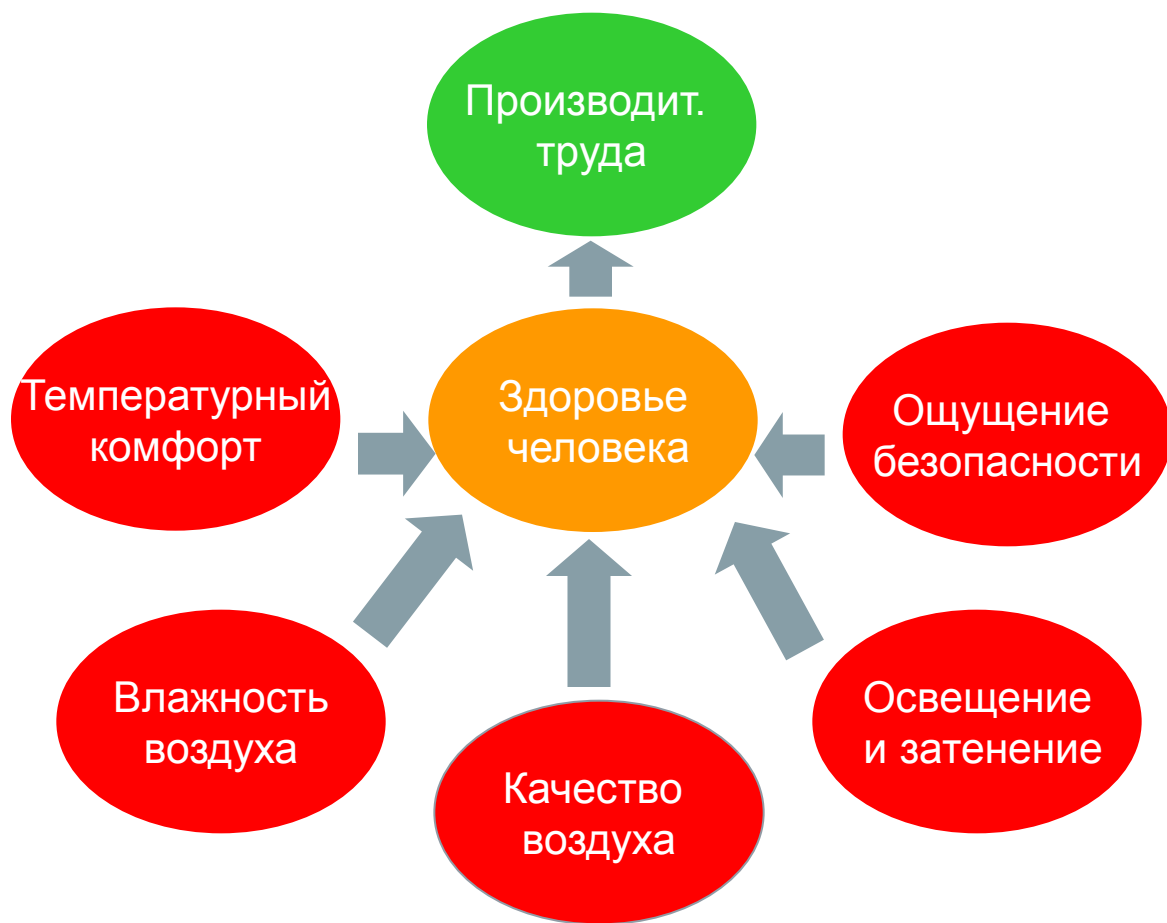 Производит.
труда
Температурный
комфорт
Здоровье
человека
Ощущение
безопасности
Влажность
воздуха
Качество
воздуха
Освещение
и затенение